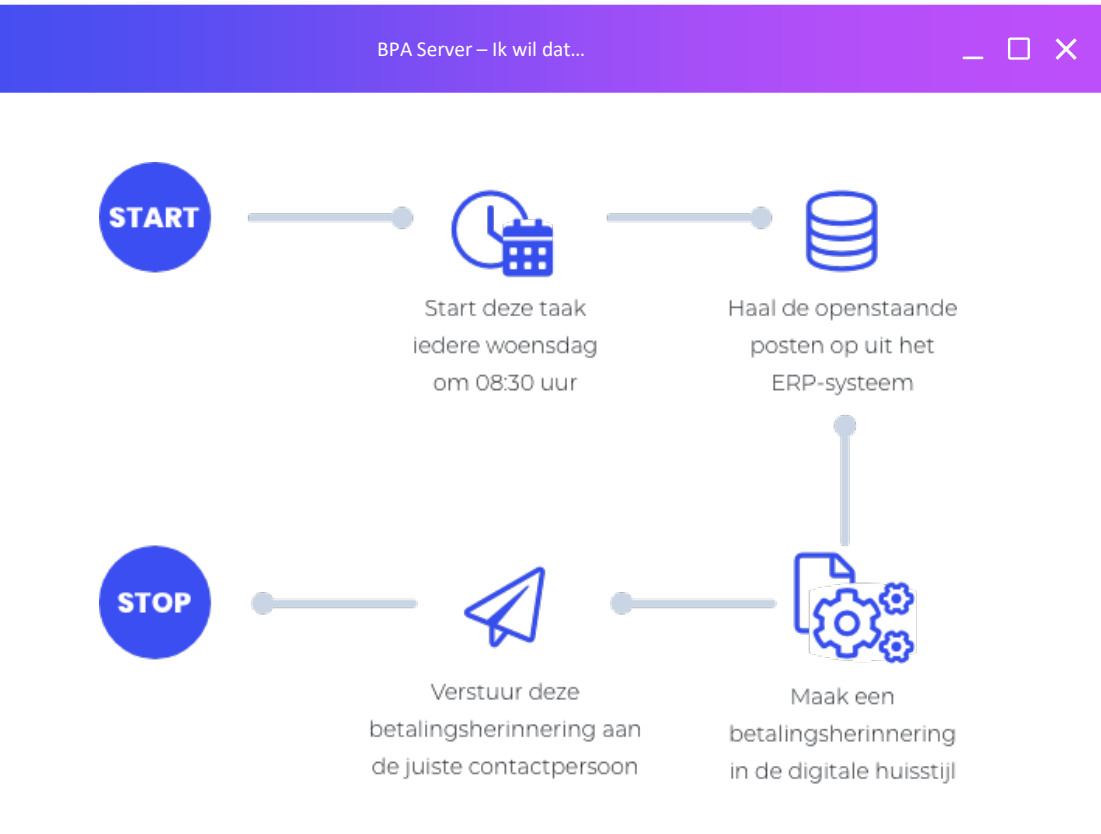 BPA Server – Ik wil dat...
START
Start deze taak
iedere woensdag
om 08:30 uur
Haal de openstaande
posten op uit het
ERP-systeem
STOP
Verstuur deze
betalingsherinnering aan
de juiste contactpersoon
Maak een
betalingsherinnering
in de digitale huisstijl